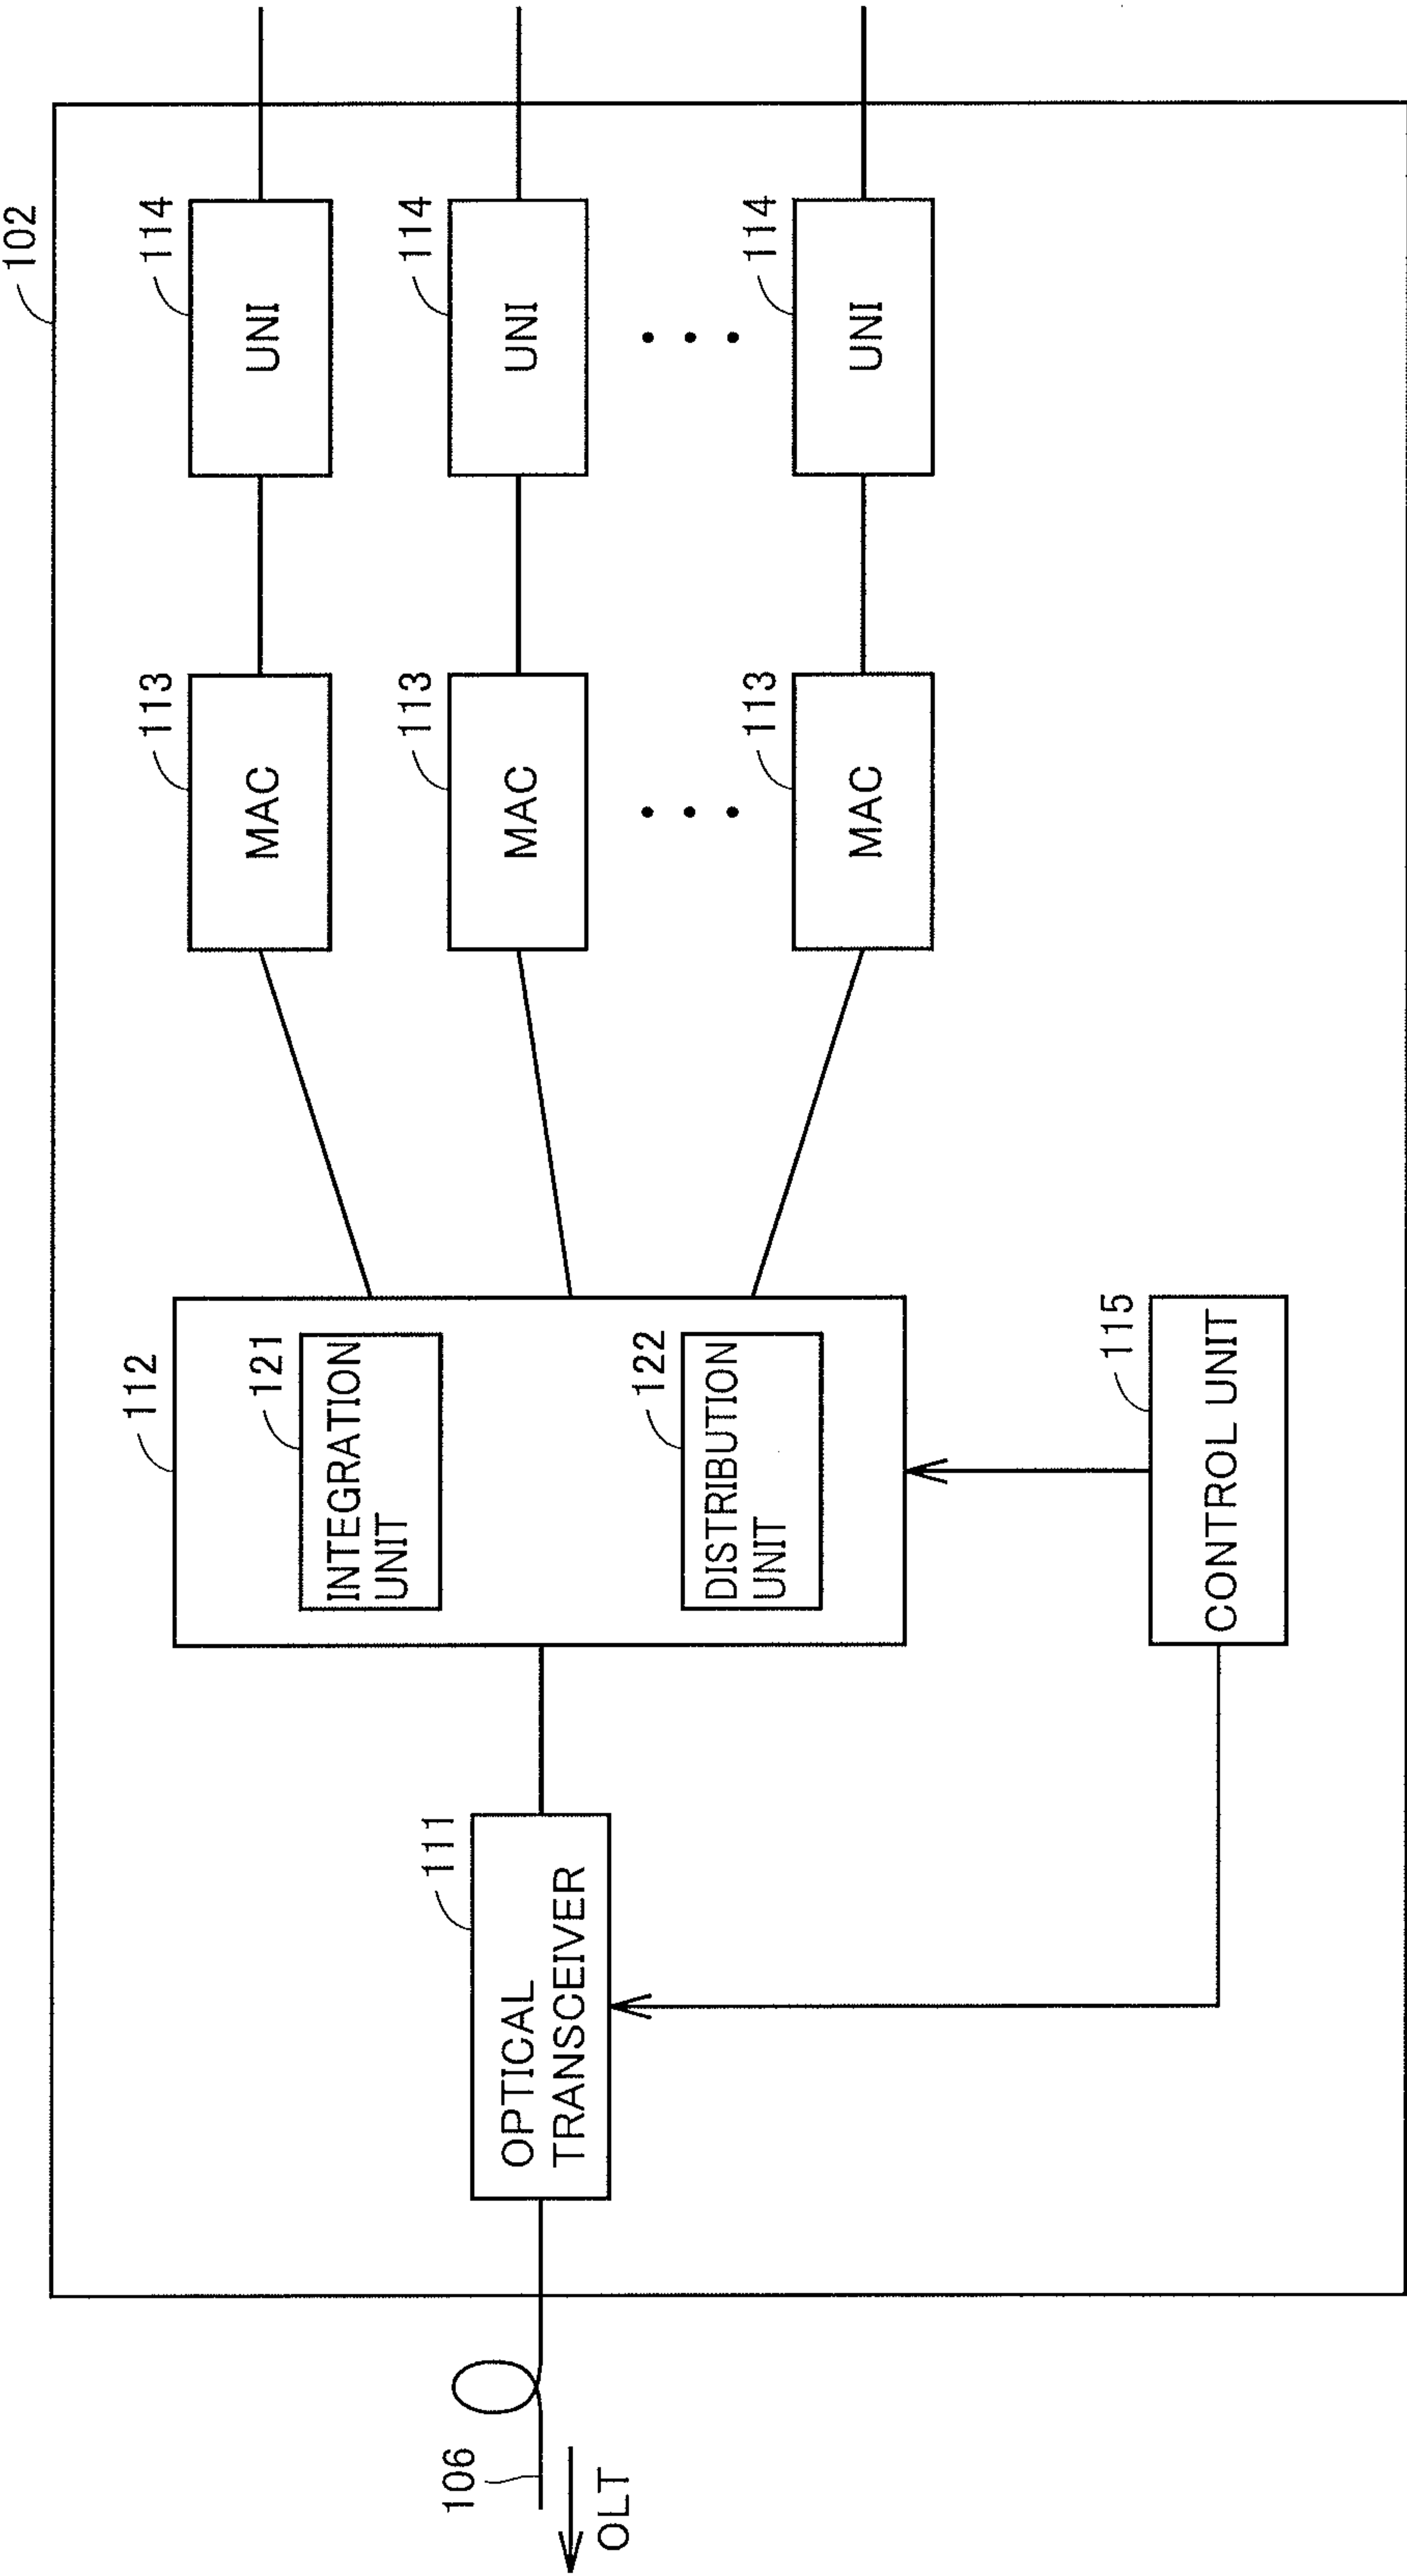 102
114
UNI
114
UNI
114
UNI
113
MAC
113
MAC
113
MAC
112
121
INTEGRATION
UNIT
122
DISTRIBUTION
UNIT
115
CONTROL UNIT
111
OPTICAL
TRANSCEIVER
106
OLT